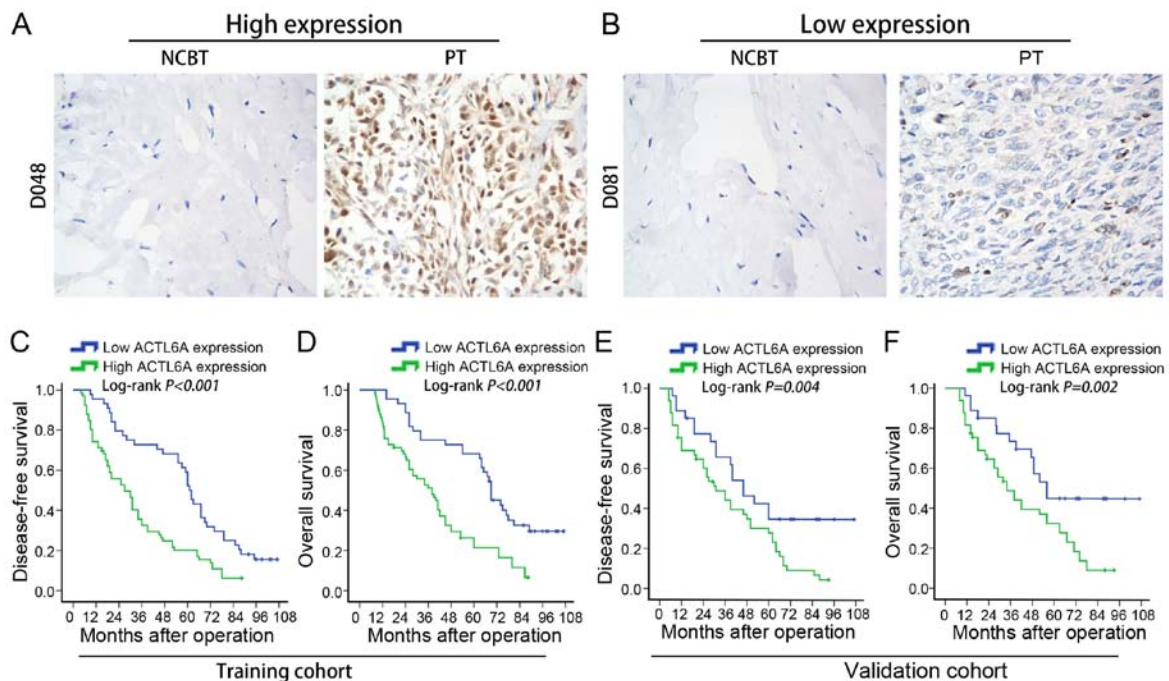 A
High expression
NCBT
PT
D048
B
Low expression
NCBT
PT
D081
C
Low ACTL6A expression
High ACTL6A expression
Log-rank P<0.001
Disease-free survival
1.0
0.8
0.6
0.4
0.2
0.0
0 12 24 36 48 60 72 84 96 108
Months after operation
D
Low ACTL6A expression
High ACTL6A expression
Log-rank P<0.001
Overall survival
1.0
0.8
0.6
0.4
0.2
0.0
0 12 24 36 48 60 72 84 96 108
Months after operation
Training cohort
E
Low ACTL6A expression
High ACTL6A expression
Log-rank P=0.004
Disease-free survival
1.0
0.8
0.6
0.4
0.2
0.0
0 12 24 36 48 60 72 84 96 108
Months after operation
F
Low ACTL6A expression
High ACTL6A expression
Log-rank P=0.002
Overall survival
1.0
0.8
0.6
0.4
0.2
0.0
0 12 24 36 48 60 72 84 96 108
Months after operation
Validation cohort